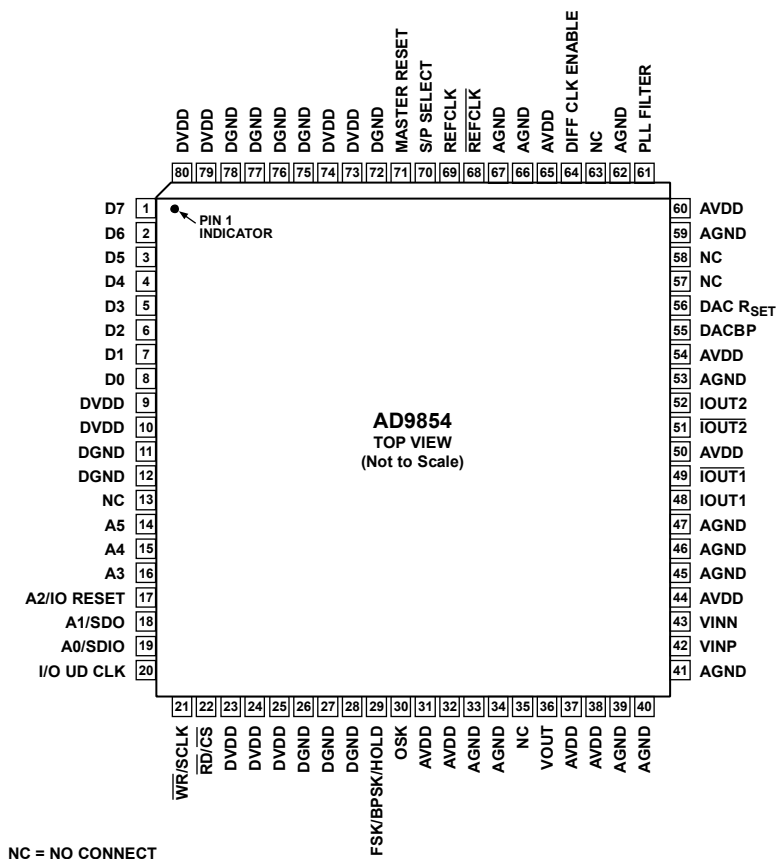 DVDD
DVDD
DGND
DGND
DGND
DGND
DVDD
DVDD
DGND
MASTER RESET
S/P SELECT
REFCLK
R̅E̅F̅C̅L̅K̅
AGND
AGND
AVDD
DIFF CLK ENABLE
NC
AGND
PLL FILTER
80 79 78 77 76 75 74 73 72 71 70 69 68 67 66 65 64 63 62 61
D7 1
D6 2
D5 3
D4 4
D3 5
D2 6
D1 7
D0 8
DVDD 9
DVDD 10
DGND 11
DGND 12
NC 13
A5 14
A4 15
A3 16
A2/IO RESET 17
A1/SDO 18
A0/SDIO 19
I/O UD CLK 20
PIN 1
INDICATOR
AD9854
TOP VIEW
(Not to Scale)
60 AVDD
59 AGND
58 NC
57 NC
56 DAC RSET
55 DACBP
54 AVDD
53 AGND
52 IOUT2
51 I̅O̅U̅T̅2̅
50 AVDD
49 I̅O̅U̅T̅1̅
48 IOUT1
47 AGND
46 AGND
45 AGND
44 AVDD
43 VINN
42 VINP
41 AGND
21 22 23 24 25 26 27 28 29 30 31 32 33 34 35 36 37 38 39 40
W̅R̅/SCLK
R̅D̅/C̅S̅
DVDD
DVDD
DVDD
DGND
DGND
DGND
FSK/BPSK/HOLD
OSK
AVDD
AVDD
AGND
AGND
NC
VOUT
AVDD
AVDD
AGND
AGND
NC = NO CONNECT